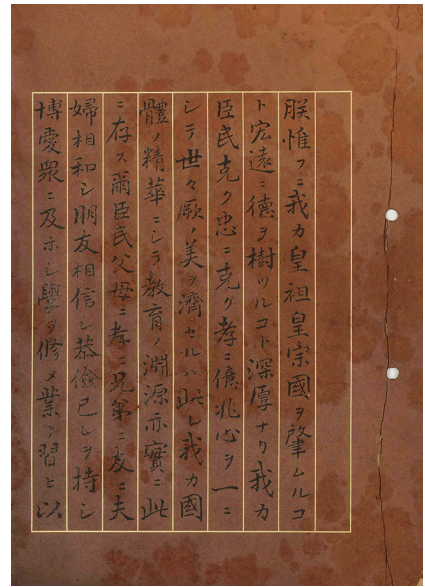 朕惟フニ我カ皇祖皇宗國ヲ肇ムルコ
ト宏遠ニ德ヲ樹ツルコト深厚ナリ我カ
臣民克ク忠ニ克ク孝ニ億兆心ヲ一ニ
シテ世々厥ノ美ヲ濟セルハ此レ我カ國
體ノ精華ニシテ敎育ノ淵源亦實ニ此
ニ存ス爾臣民父母ニ孝ニ兄弟ニ友ニ夫
婦相和シ朋友相信シ恭儉己レヲ持シ
博愛衆ニ及ホシ學ヲ修メ業ヲ習ヒ以